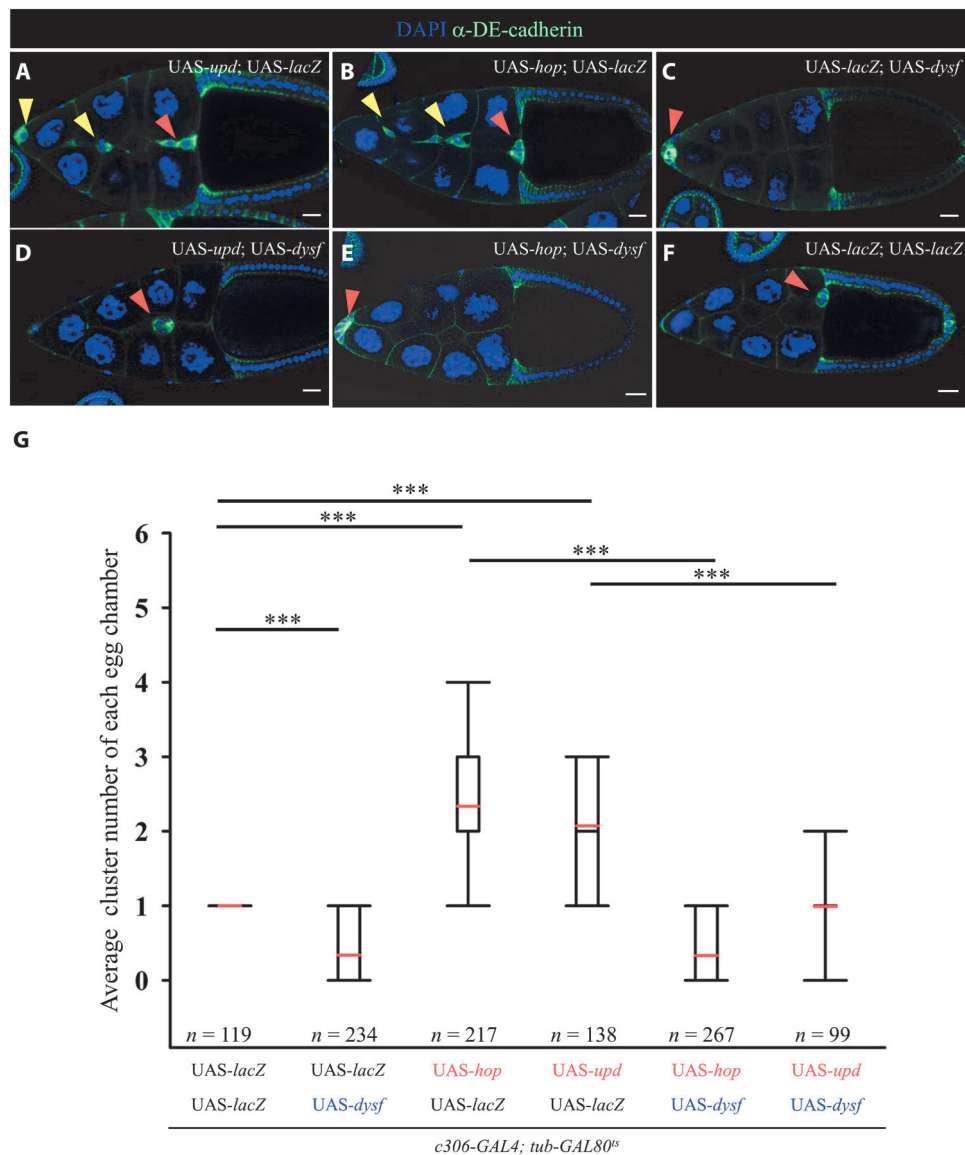 DAPI α-DE-cadherin
A UAS-upd; UAS-lacZ
B UAS-hop; UAS-lacZ
C UAS-lacZ; UAS-dysf
D UAS-upd; UAS-dysf
E UAS-hop; UAS-dysf
F UAS-lacZ; UAS-lacZ
G
Average cluster number of each egg chamber
6
5
4
3
2
1
0
***
***
***
***
***
n = 119 n = 234 n = 217 n = 138 n = 267 n = 99
UAS-lacZ UAS-lacZ UAS-hop UAS-upd UAS-hop UAS-upd
UAS-lacZ UAS-dysf UAS-lacZ UAS-lacZ UAS-dysf UAS-dysf
c306-GAL4; tub-GAL80ts